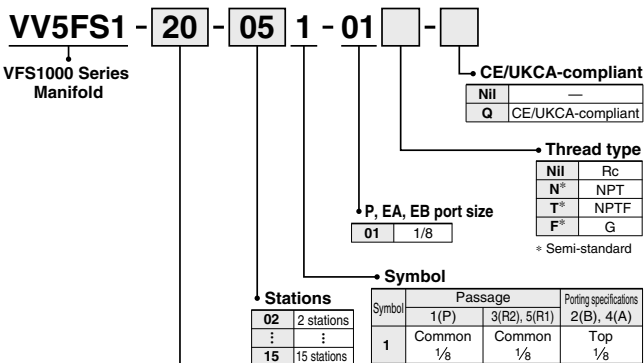 VV5FS1 - 20 - 05 1 - 01 -
VFS1000 Series
Manifold
CE/UKCA-compliant
Nil —
Q CE/UKCA-compliant
Thread type
Nil Rc
N* NPT
T* NPTF
F* G
* Semi-standard
P, EA, EB port size
01 1/8
Symbol
Symbol Passage Porting specifications
1(P) 3(R2), 5(R1) 2(B), 4(A)
1 Common Common Top
1/8 1/8 1/8
Stations
02 2 stations
⋮ ⋮
15 15 stations